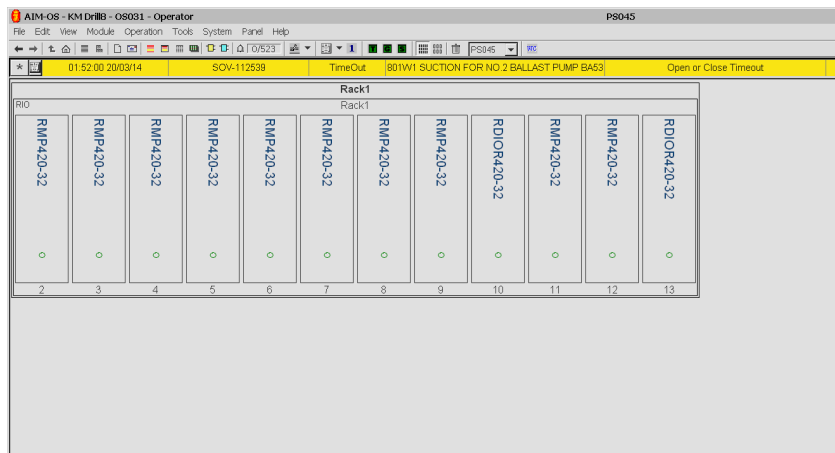 AIM-OS - KM Drill8 - OS031 - Operator PS045
File Edit View Module Operation Tools System Panel Help
0/523 1 PS045
* 01:52:00 20/03/14 SOV-112539 TimeOut 801VV1 SUCTION FOR NO.2 BALLAST PUMP BA53 Open or Close Timeout
Rack1
RIO Rack1
RMP420-32 RMP420-32 RMP420-32 RMP420-32 RMP420-32 RMP420-32 RMP420-32 RMP420-32 RDIOR420-32 RMP420-32 RMP420-32 RDIOR420-32
2 3 4 5 6 7 8 9 10 11 12 13